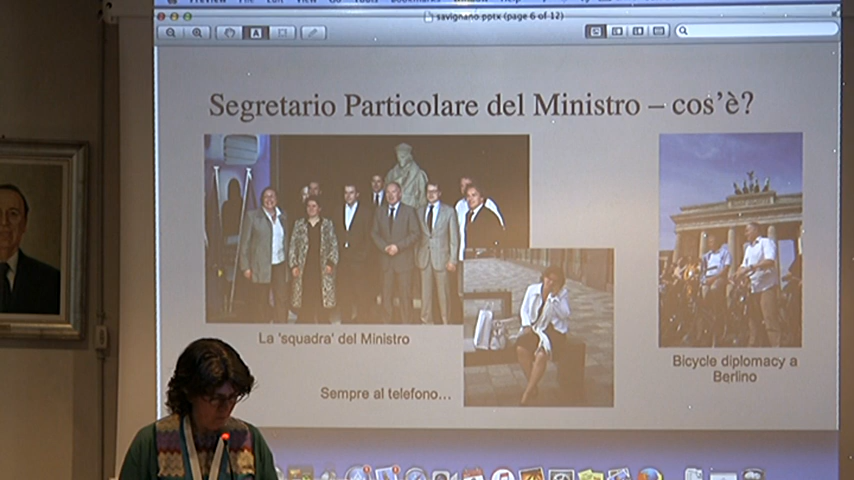 savignano.pptx (page 6 of 12)
Segretario Particolare del Ministro – cos'è?
La 'squadra' del Ministro
Sempre al telefono...
Bicycle diplomacy a
Berlino